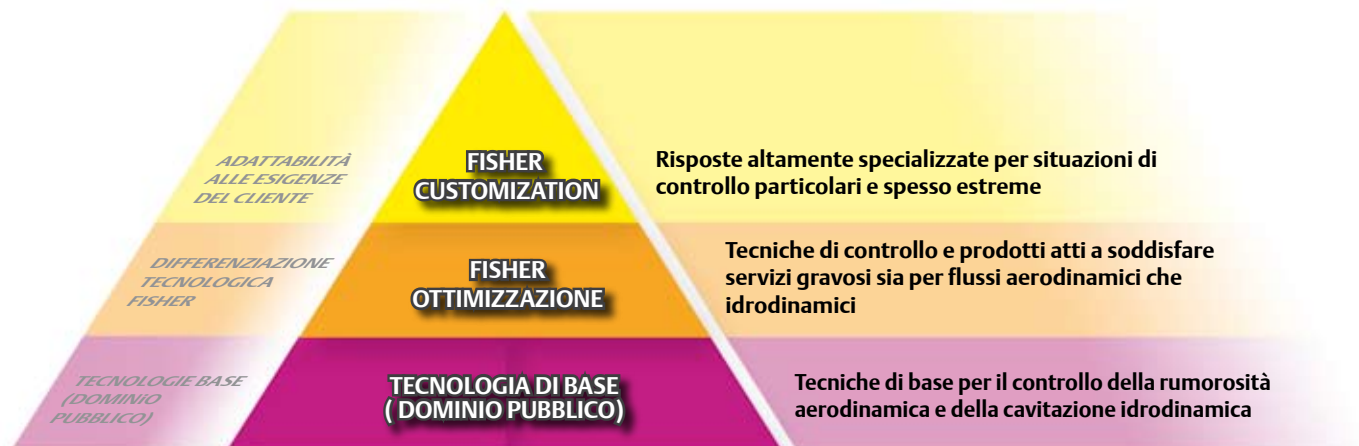 ADATTABILITÀ
ALLE ESIGENZE
DEL CLIENTE
FISHER
CUSTOMIZATION
Risposte altamente specializzate per situazioni di
controllo particolari e spesso estreme
DIFFERENZIAZIONE
TECNOLOGICA
FISHER
FISHER
OTTIMIZZAZIONE
Tecniche di controllo e prodotti atti a soddisfare
servizi gravosi sia per flussi aerodinamici che
idrodinamici
TECNOLOGIE BASE
(DOMINIO
PUBBLICO)
TECNOLOGIA DI BASE
( DOMINIO PUBBLICO)
Tecniche di base per il controllo della rumorosità
aerodinamica e della cavitazione idrodinamica